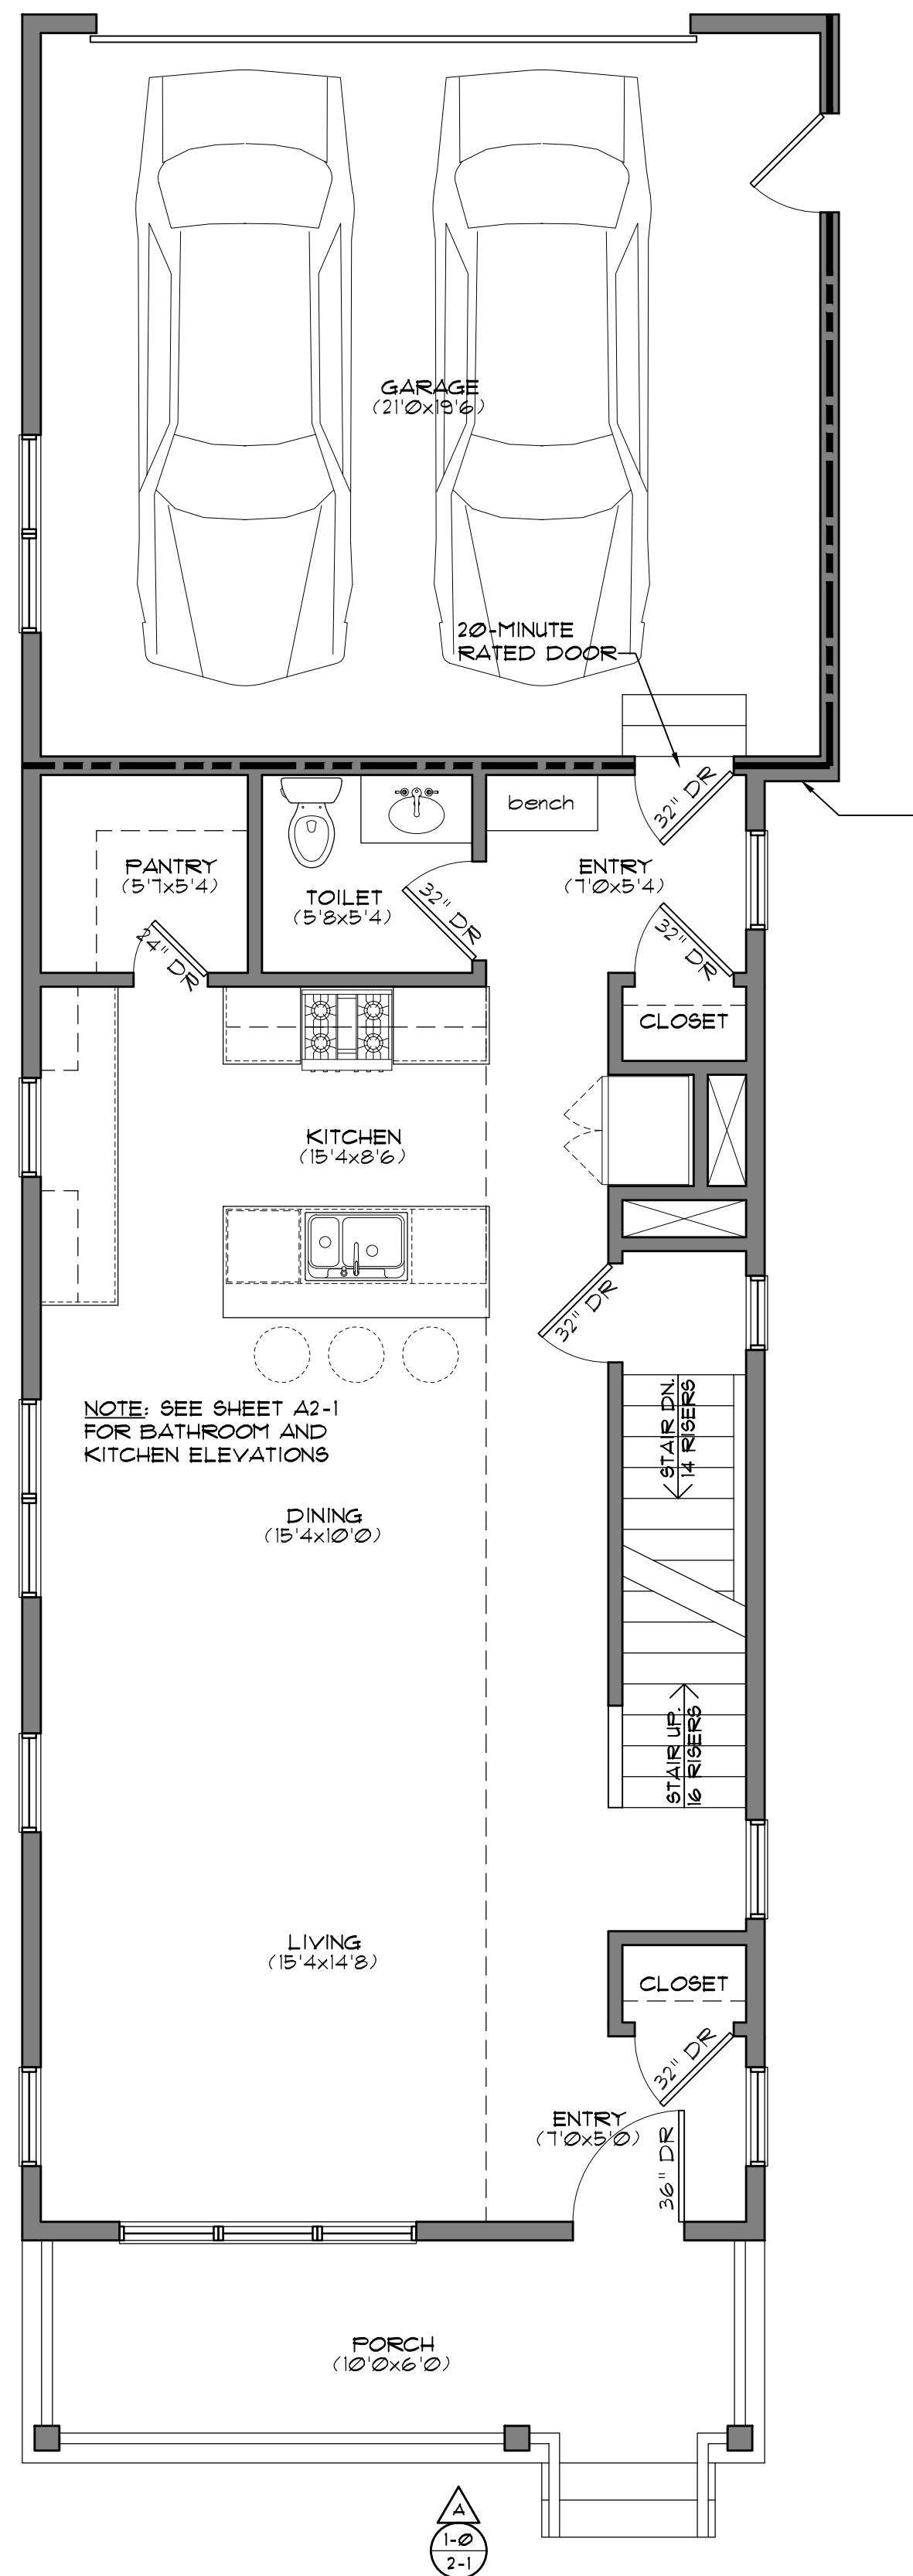 GARAGE
(21'0x19'6)
20-MINUTE
RATED DOOR
32" DR
bench
PANTRY
(5'7x5'4)
ENTRY
(7'0x5'4)
TOILET
(5'8x5'4)
32" DR
24" DR
32" DR
CLOSET
KITCHEN
(15'4x8'6)
32" DR
NOTE: SEE SHEET A2-1
FOR BATHROOM AND
KITCHEN ELEVATIONS
STAIR DN.
14 RISERS
DINING
(15'4x10'0)
STAIR UP.
16 RISERS
LIVING
(15'4x14'8)
CLOSET
32" DR
ENTRY
(7'0x5'0)
36" DR
PORCH
(10'0x6'0)
A
1-0
2-1